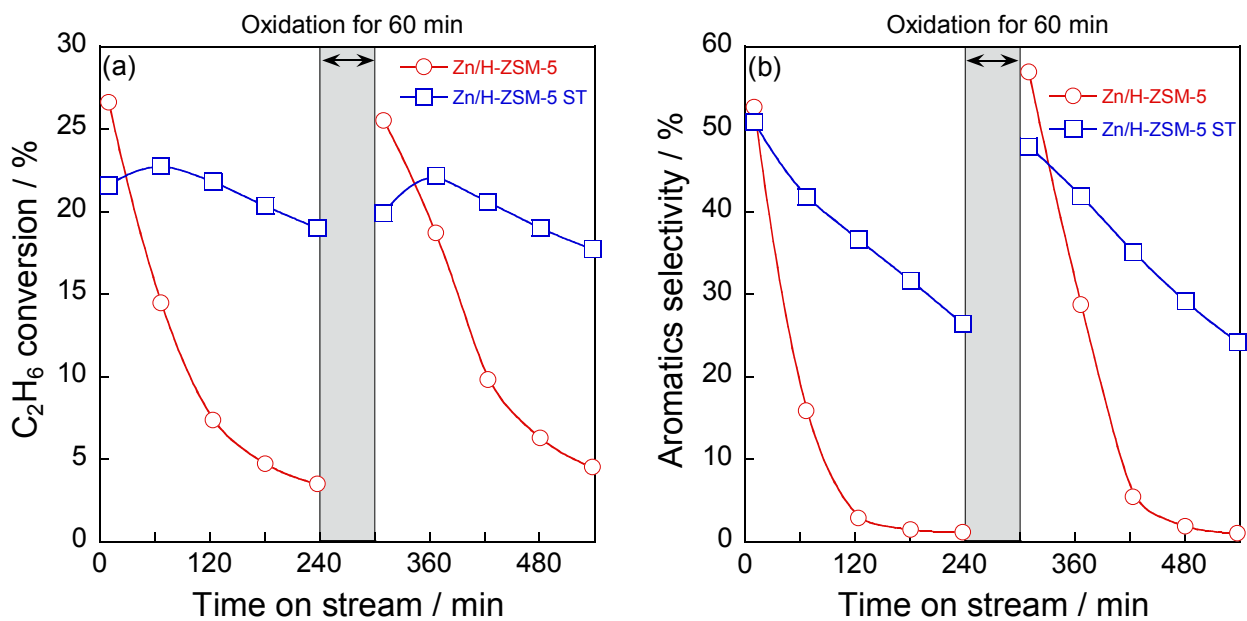 Oxidation for 60 min
(a)
Zn/H-ZSM-5
Zn/H-ZSM-5 ST
30
25
20
15
10
5
0
C₂H₆ conversion / %
0 120 240 360 480
Time on stream / min
Oxidation for 60 min
(b)
Zn/H-ZSM-5
Zn/H-ZSM-5 ST
60
50
40
30
20
10
0
Aromatics selectivity / %
0 120 240 360 480
Time on stream / min